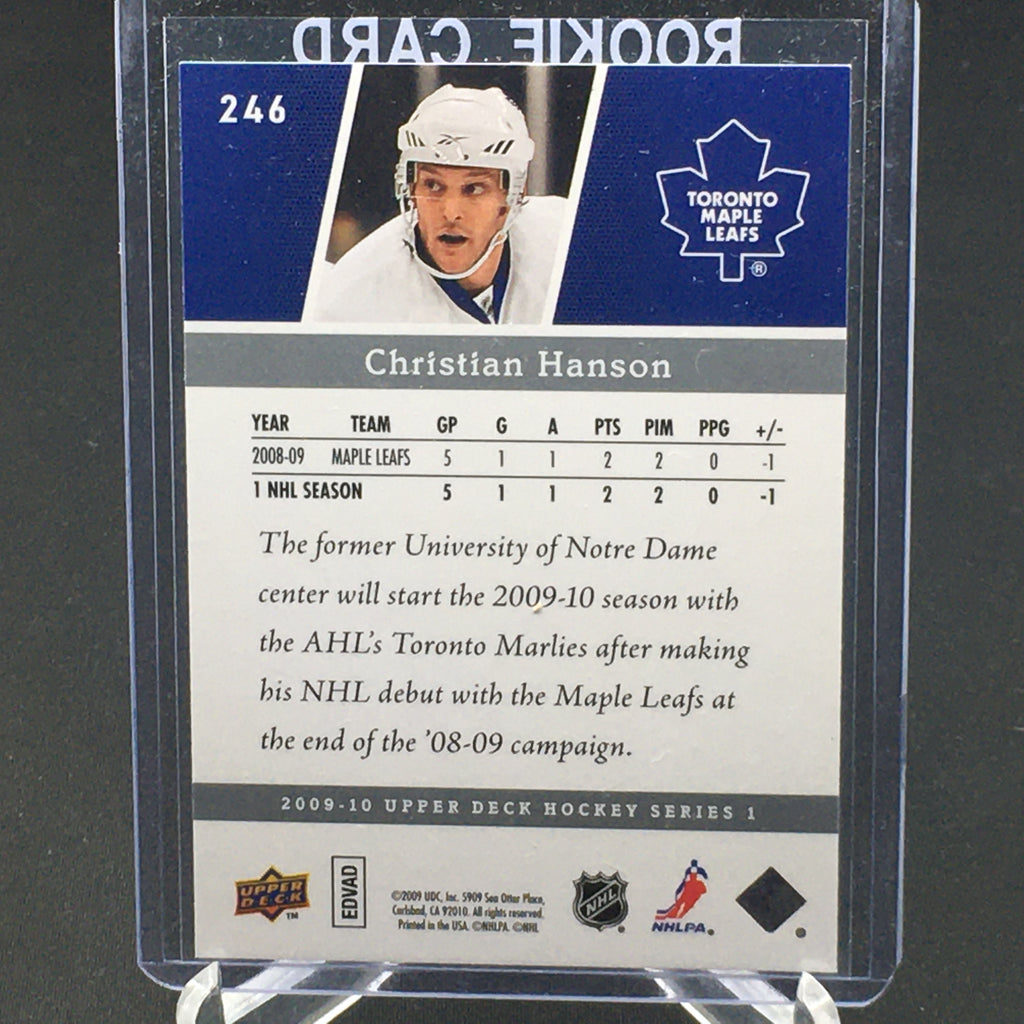 ROOKIE CARD
246
TORONTO
MAPLE
LEAFS
®
Christian Hanson
YEAR TEAM GP G A PTS PIM PPG +/-
2008-09 MAPLE LEAFS 5 1 1 2 2 0 -1
1 NHL SEASON 5 1 1 2 2 0 -1
The former University of Notre Dame
center will start the 2009-10 season with
the AHL's Toronto Marlies after making
his NHL debut with the Maple Leafs at
the end of the '08-09 campaign.
2009-10 UPPER DECK HOCKEY SERIES 1
UPPER
DECK
TM
EDVAD
©2009 UDC, Inc. 5909 Sea Otter Place,
Carlsbad, CA 92010. All rights reserved.
Printed in the USA. ©NHLPA. ©NHL
NHL
NHLPA.